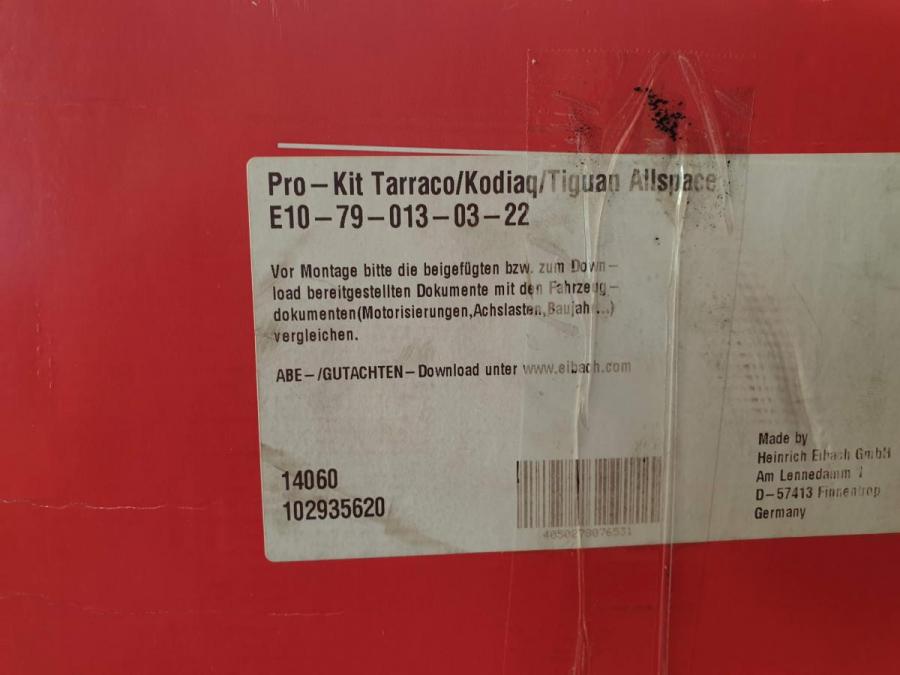 Pro-Kit Tarraco/Kodiaq/Tiguan Allspace
E10-79-013-03-22
Vor Montage bitte die beigefügten bzw. zum Down-
load bereitgestellten Dokumente mit den Fahrzeug-
dokumenten(Motorisierungen,Achslasten,Baujahr...)
vergleichen.
ABE-/GUTACHTEN-Download unter www.eibach.com
14060
102935620
4050278076531
Made by
Heinrich Eibach GmbH
Am Lennedamm 1
D-57413 Finnentrop
Germany